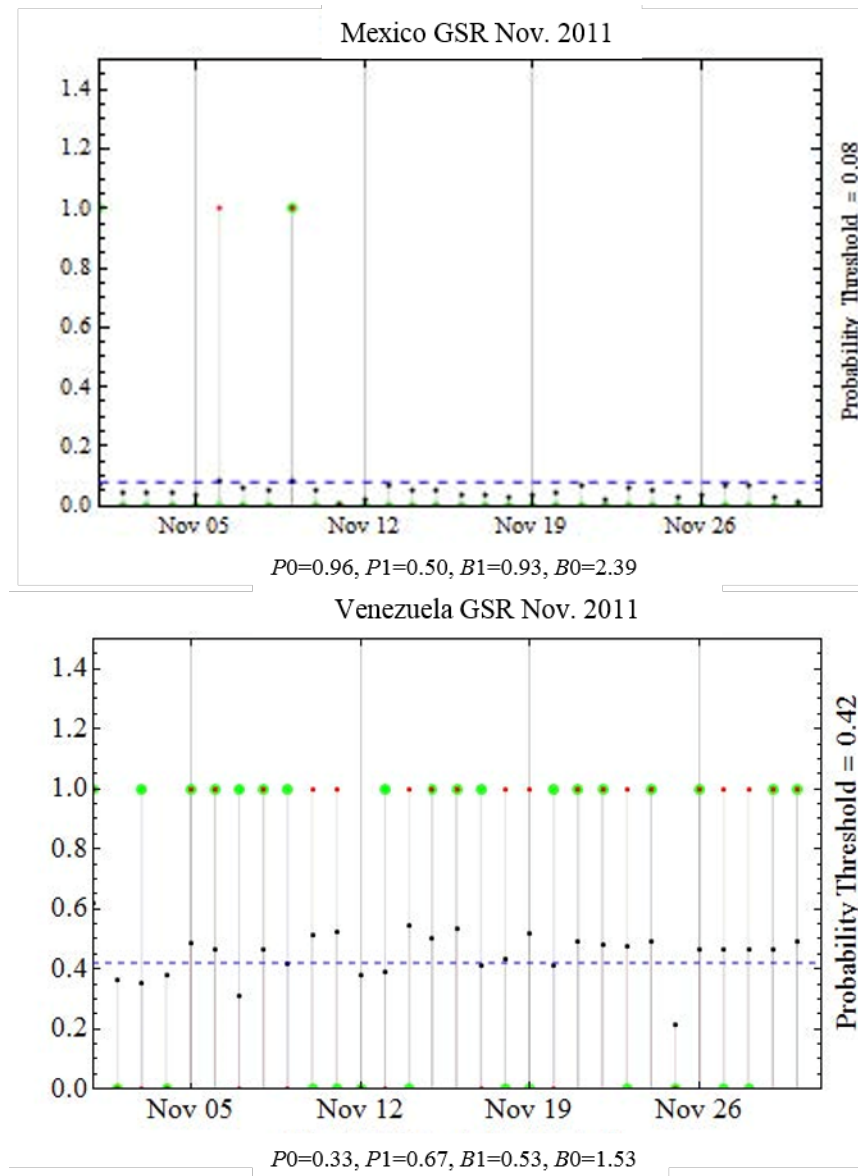 Mexico GSR Nov. 2011
1.4
1.2
1.0
0.8
0.6
0.4
0.2
0.0
Nov 05 Nov 12 Nov 19 Nov 26
Probability Threshold = 0.08
P0=0.96, P1=0.50, B1=0.93, B0=2.39
Venezuela GSR Nov. 2011
1.4
1.2
1.0
0.8
0.6
0.4
0.2
0.0
Nov 05 Nov 12 Nov 19 Nov 26
Probability Threshold = 0.42
P0=0.33, P1=0.67, B1=0.53, B0=1.53